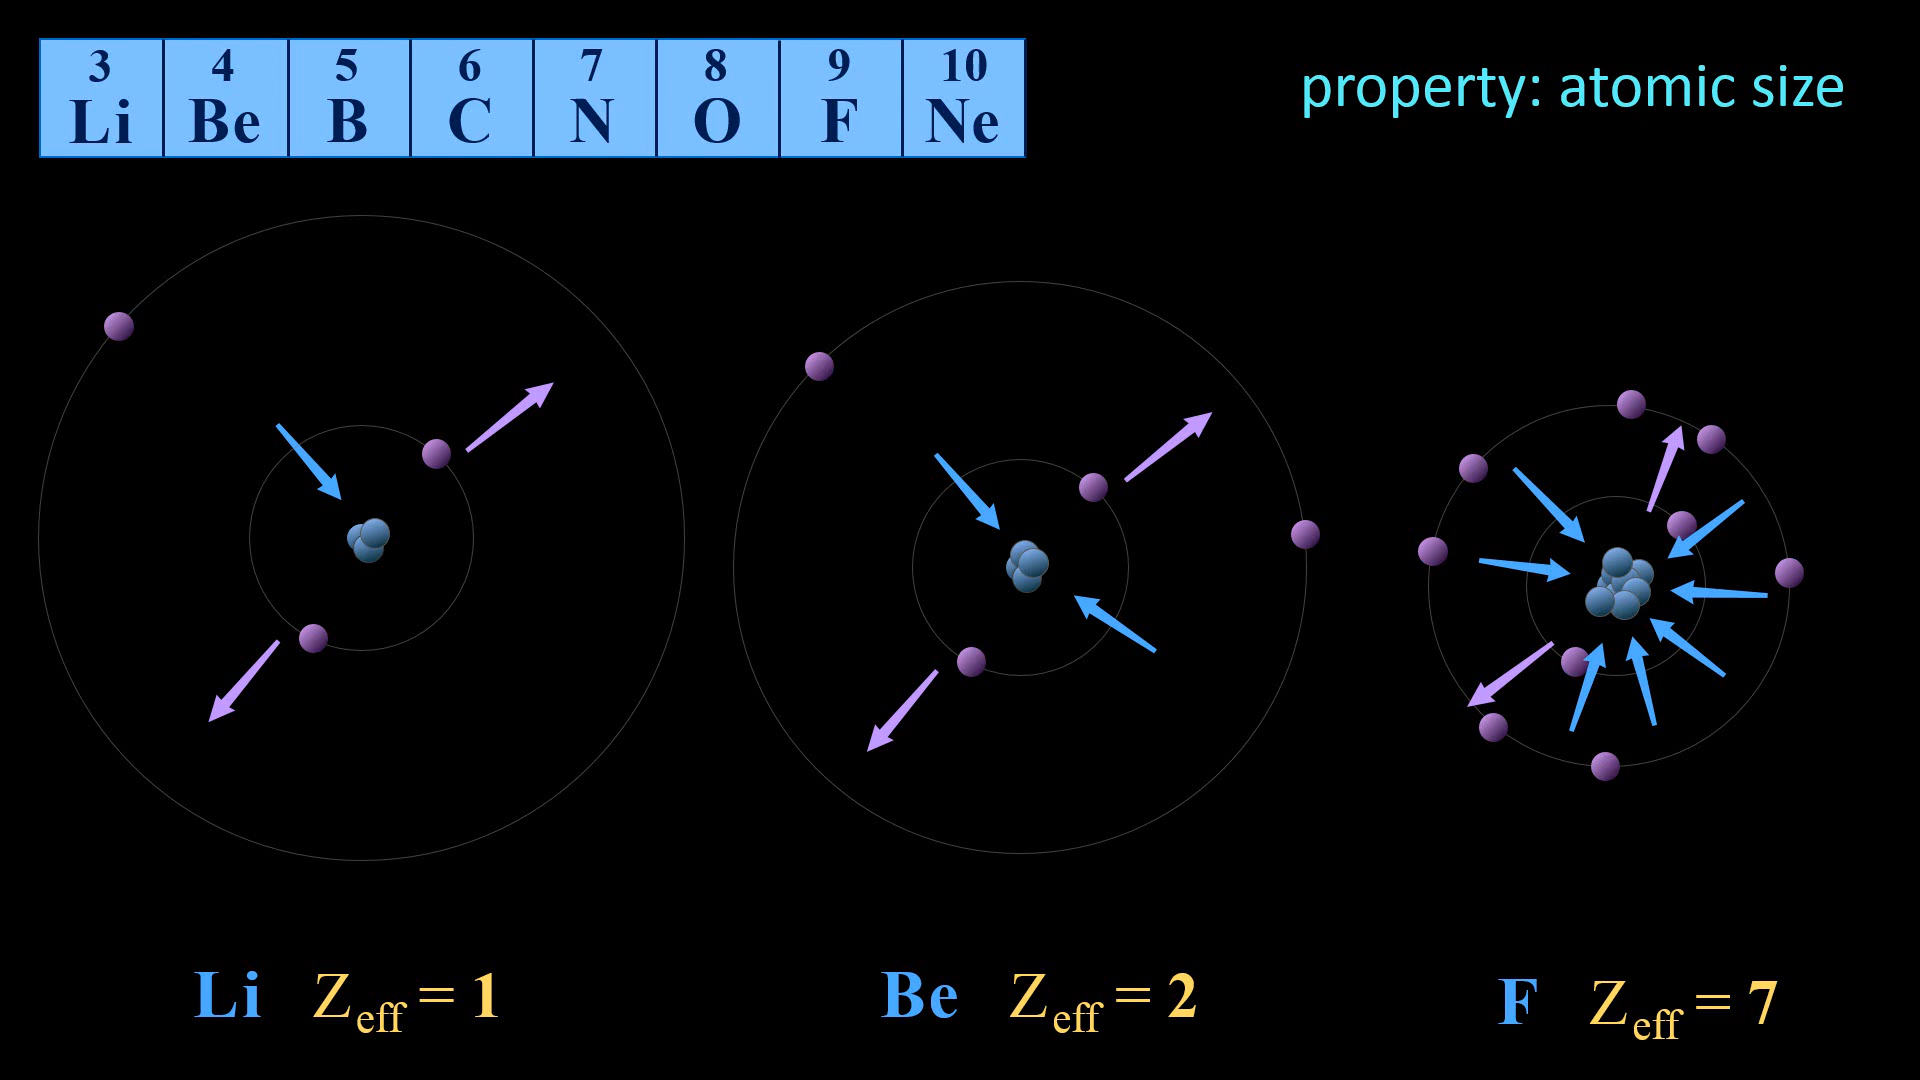 3 4 5 6 7 8 9 10
Li Be B C N O F Ne
property: atomic size
Li Zeff = 1
Be Zeff = 2
F Zeff = 7